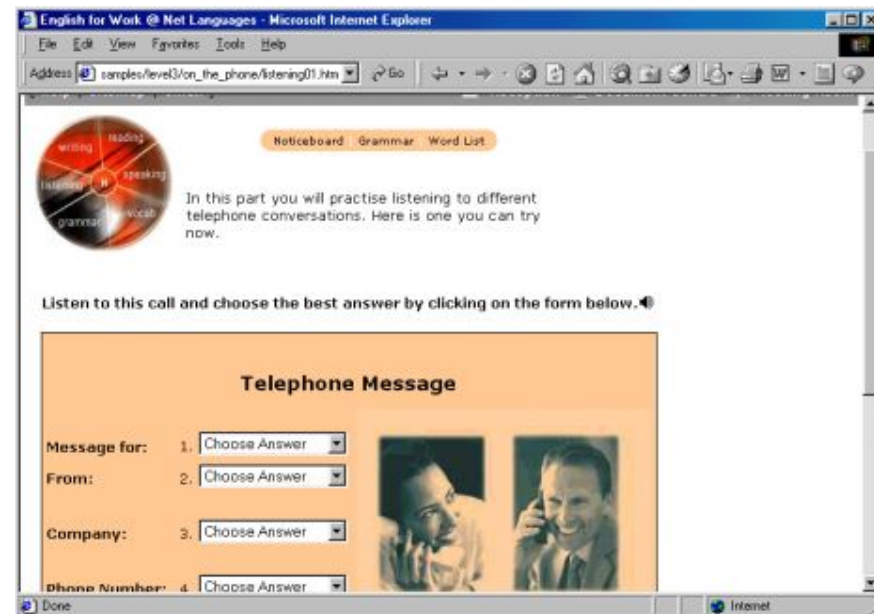 English for Work @ Net Languages - Microsoft Internet Explorer
File Edit View Favorites Tools Help
Address samples/level3/on_the_phone/listening01.htm Go
Noticeboard Grammar Word List
writing reading
listening N speaking
grammar vocab
In this part you will practise listening to different
telephone conversations. Here is one you can try
now.
Listen to this call and choose the best answer by clicking on the form below.
Telephone Message
Message for: 1. Choose Answer
From: 2. Choose Answer
Company: 3. Choose Answer
Phone Number: 4. Choose Answer
Done Internet